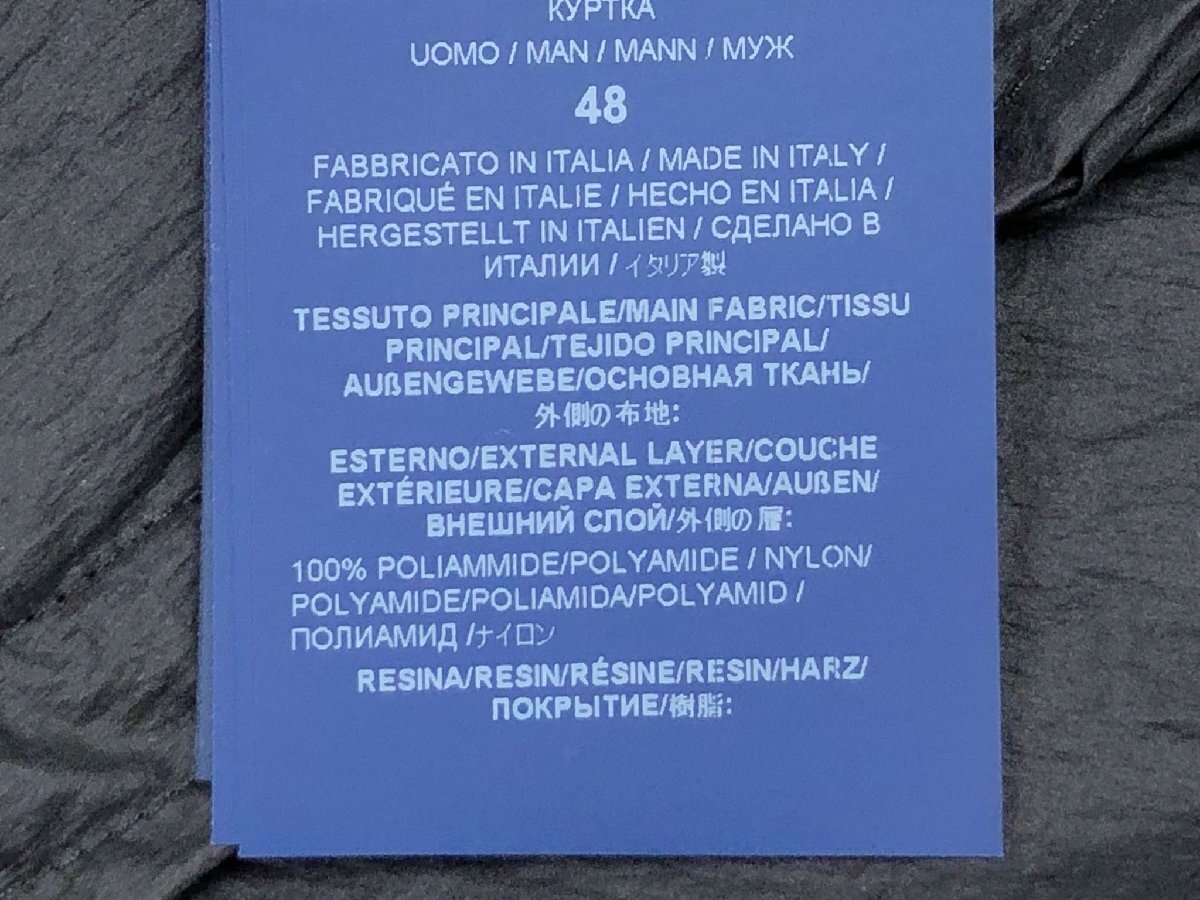 КУРТКА
UOMO / MAN / MANN / МУЖ
48
FABBRICATO IN ITALIA / MADE IN ITALY /
FABRIQUÉ EN ITALIE / HECHO EN ITALIA /
HERGESTELLT IN ITALIEN / СДЕЛАНО В
ИТАЛИИ / イタリア製
TESSUTO PRINCIPALE/MAIN FABRIC/TISSU
PRINCIPAL/TEJIDO PRINCIPAL/
AUßENGEWEBE/ОСНОВНАЯ ТКАНЬ/
外側の布地:
ESTERNO/EXTERNAL LAYER/COUCHE
EXTÉRIEURE/CAPA EXTERNA/AUßEN/
ВНЕШНИЙ СЛОЙ/外側の層:
100% POLIAMMIDE/POLYAMIDE / NYLON/
POLYAMIDE/POLIAMIDA/POLYAMID /
ПОЛИАМИД /ナイロン
RESINA/RESIN/RÉSINE/RESIN/HARZ/
ПОКРЫТИЕ/樹脂: